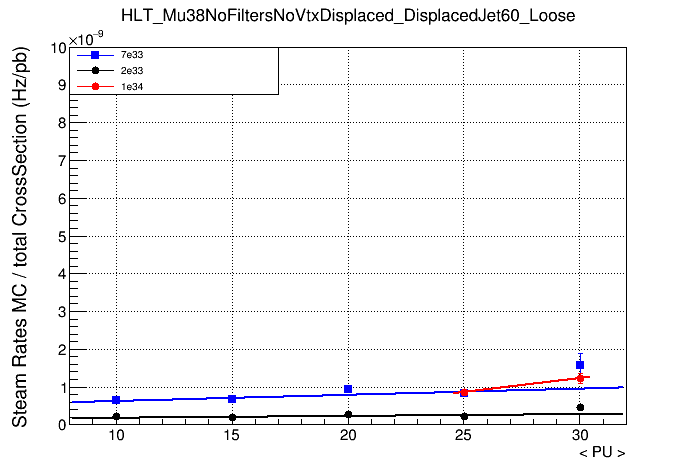 HLT_Mu38NoFiltersNoVtxDisplaced_DisplacedJet60_Loose
×10⁻⁹
10
9
8
7
6
5
4
3
2
1
0
7e33
2e33
1e34
Steam Rates MC / total CrossSection (Hz/pb)
10 15 20 25 30
< PU >